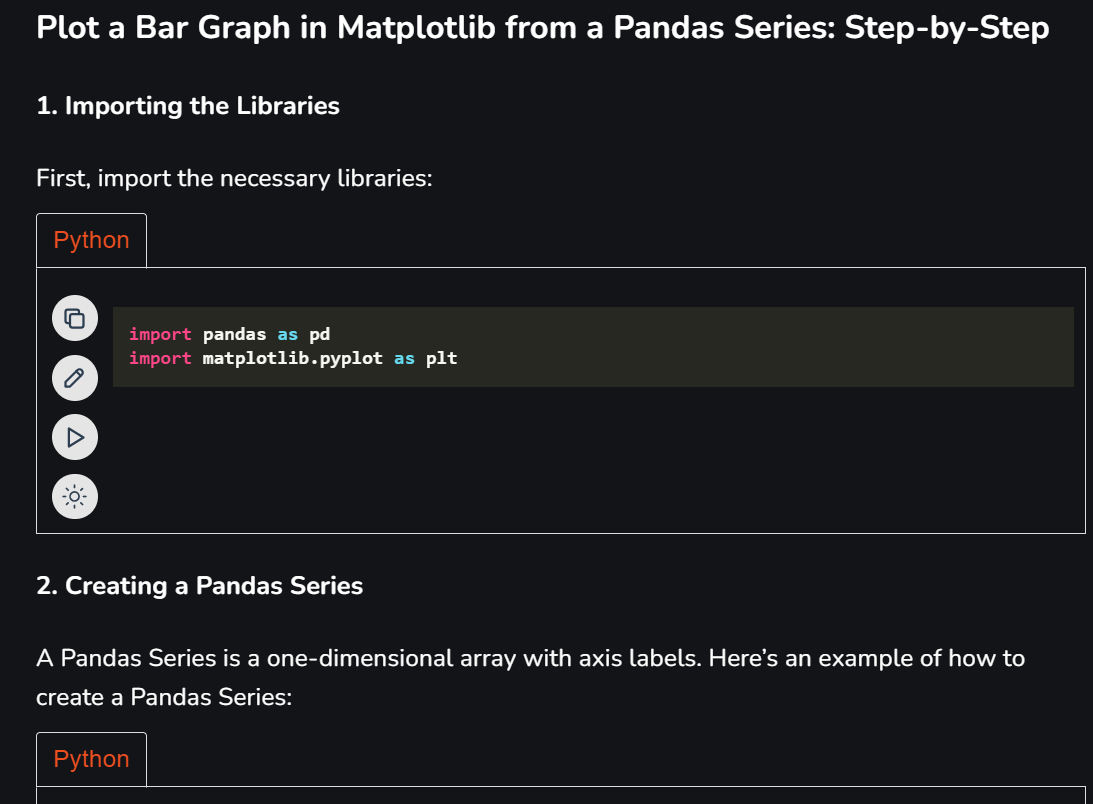 Plot a Bar Graph in Matplotlib from a Pandas Series: Step-by-Step
1. Importing the Libraries
First, import the necessary libraries:
Python
import pandas as pd
import matplotlib.pyplot as plt
2. Creating a Pandas Series
A Pandas Series is a one-dimensional array with axis labels. Here’s an example of how to
create a Pandas Series:
Python